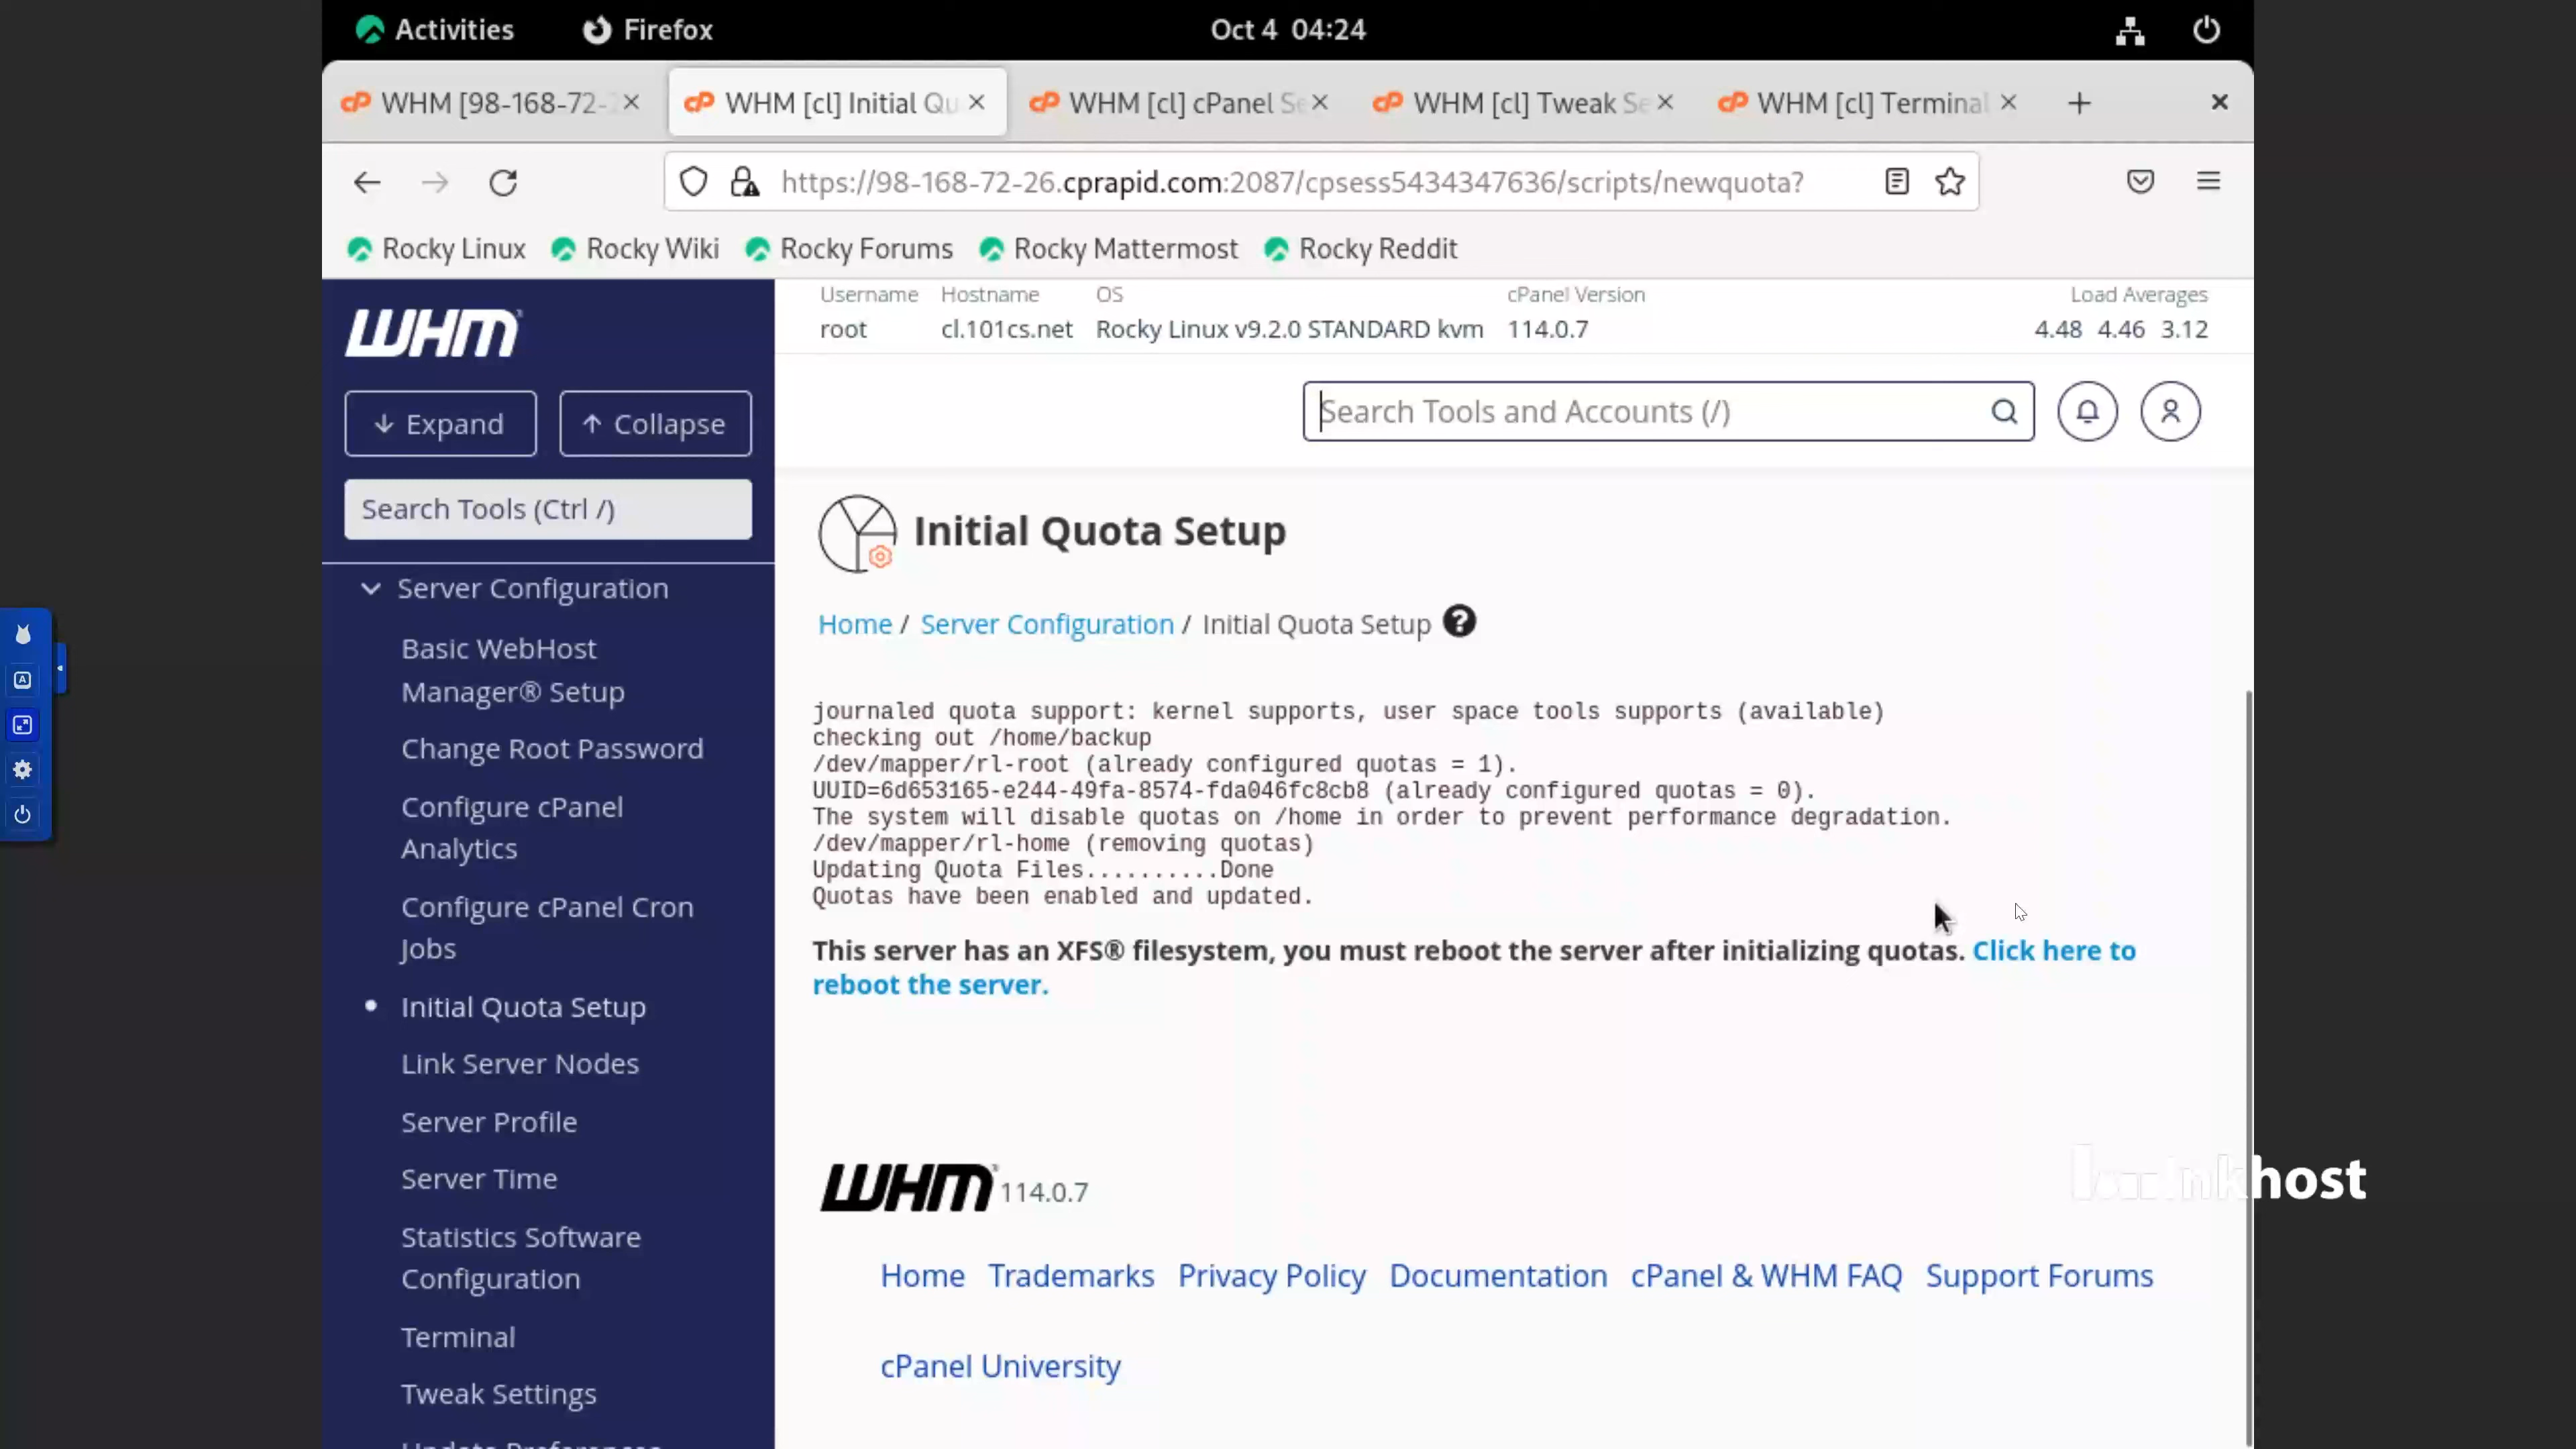 Activities
Firefox
Oct 4 04:24
WHM [98-168-72-
WHM [cl] Initial Qu
WHM [cl] cPanel Se
WHM [cl] Tweak Se
WHM [cl] Terminal
https://98-168-72-26.cprapid.com:2087/cpsess5434347636/scripts/newquota?
Rocky Linux
Rocky Wiki
Rocky Forums
Rocky Mattermost
Rocky Reddit
WHM
Expand
Collapse
Search Tools (Ctrl /)
Server Configuration
Basic WebHost
Manager® Setup
Change Root Password
Configure cPanel
Analytics
Configure cPanel Cron
Jobs
Initial Quota Setup
Link Server Nodes
Server Profile
Server Time
Statistics Software
Configuration
Terminal
Tweak Settings
Update Preferences
Username Hostname OS cPanel Version Load Averages
root cl.101cs.net Rocky Linux v9.2.0 STANDARD kvm 114.0.7 4.48 4.46 3.12
Search Tools and Accounts (/)
Initial Quota Setup
Home / Server Configuration / Initial Quota Setup
journaled quota support: kernel supports, user space tools supports (available)
checking out /home/backup
/dev/mapper/rl-root (already configured quotas = 1).
UUID=6d653165-e244-49fa-8574-fda046fc8cb8 (already configured quotas = 0).
The system will disable quotas on /home in order to prevent performance degradation.
/dev/mapper/rl-home (removing quotas)
Updating Quota Files..........Done
Quotas have been enabled and updated.
This server has an XFS® filesystem, you must reboot the server after initializing quotas. Click here to
reboot the server.
WHM 114.0.7
Home Trademarks Privacy Policy Documentation cPanel & WHM FAQ Support Forums
cPanel University